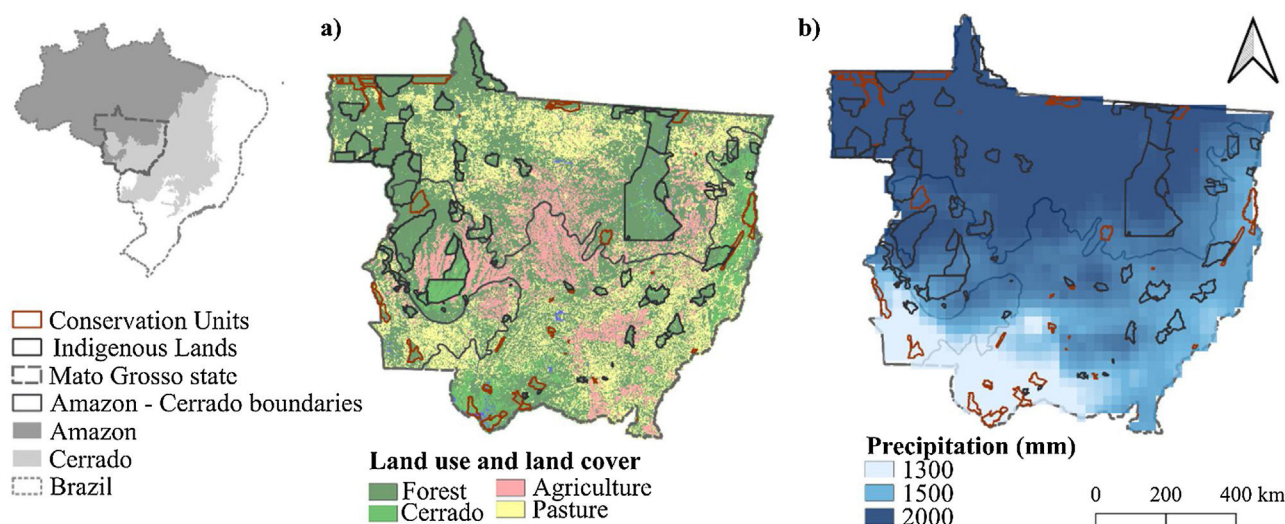 a)
b)
Conservation Units
Indigenous Lands
Mato Grosso state
Amazon - Cerrado boundaries
Amazon
Cerrado
Brazil
Land use and land cover
Forest Agriculture
Cerrado Pasture
Precipitation (mm)
1300
1500
2000
0 200 400 km